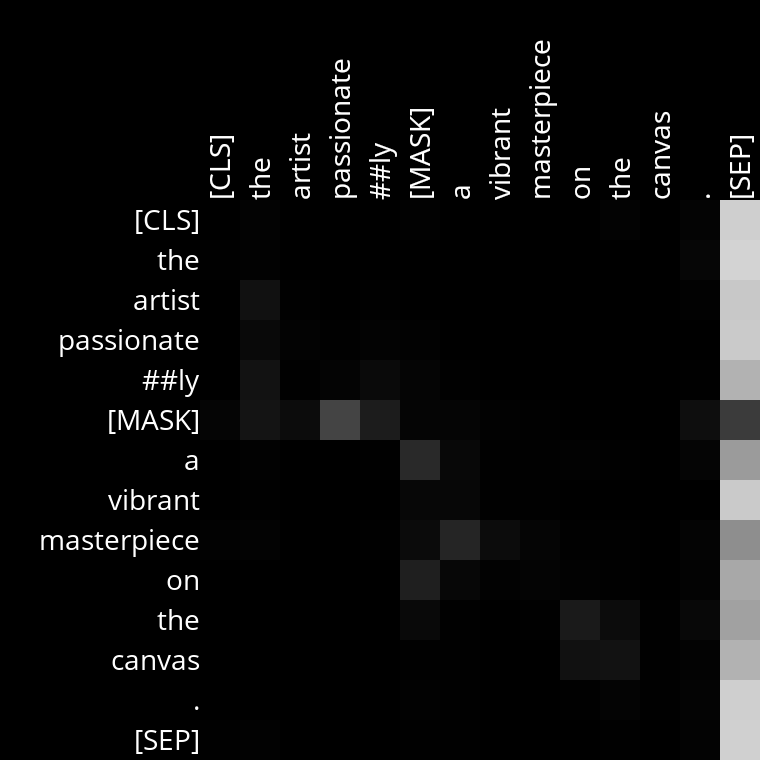 [CLS] the artist passionate ##ly [MASK] a vibrant masterpiece on the canvas . [SEP]
[CLS]
the
artist
passionate
##ly
[MASK]
a
vibrant
masterpiece
on
the
canvas
.
[SEP]